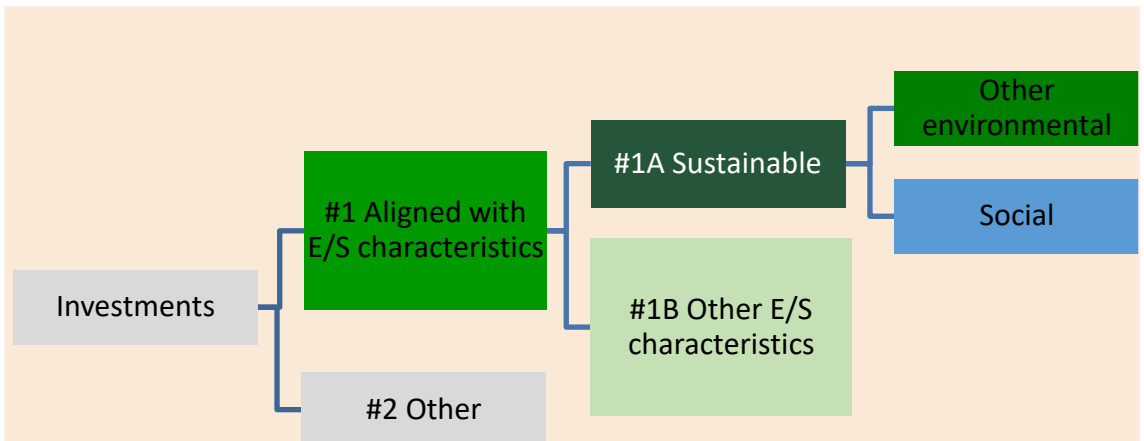 Investments
#1 Aligned with
E/S characteristics
#2 Other
#1A Sustainable
#1B Other E/S
characteristics
Other
environmental
Social